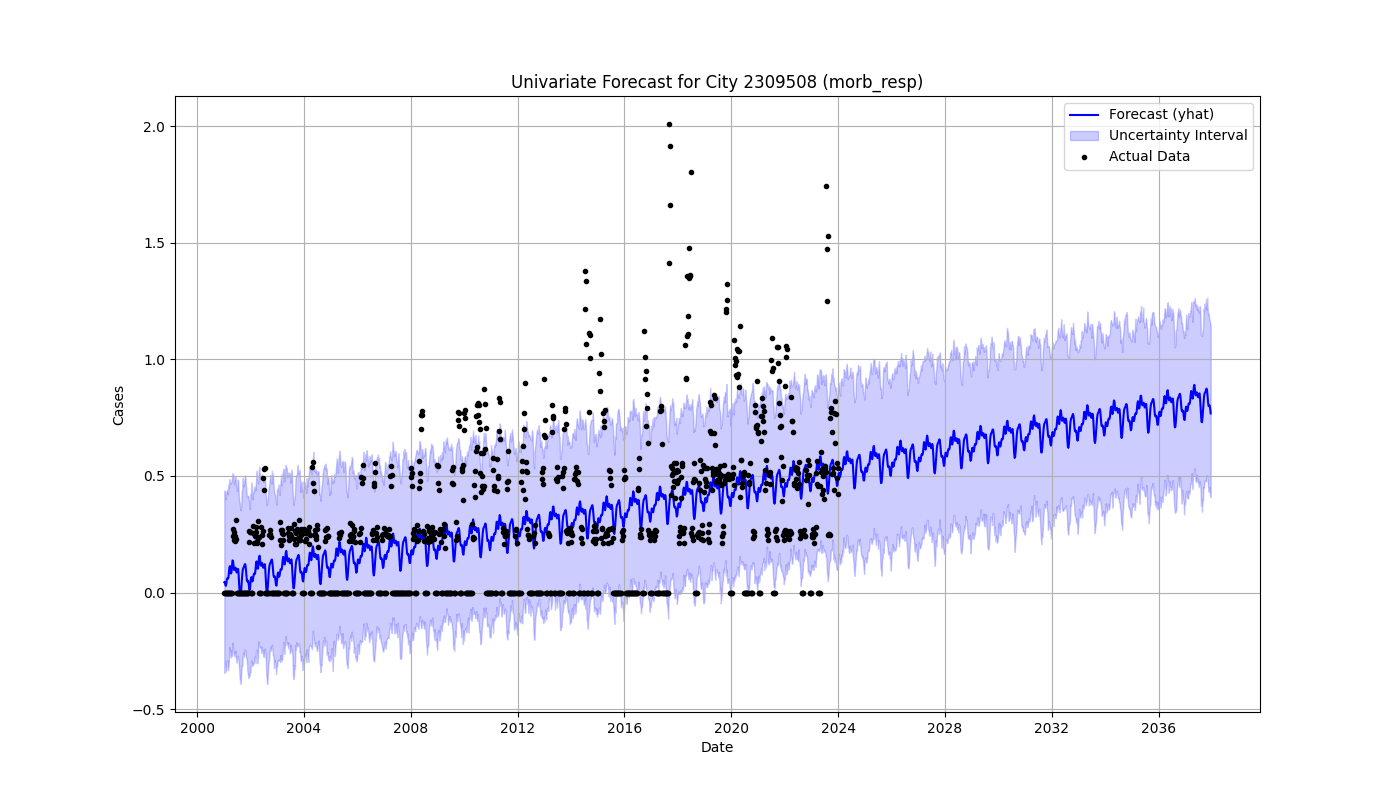 Univariate Forecast for City 2309508 (morb_resp)
Forecast (yhat)
Uncertainty Interval
Actual Data
Cases
2.0
1.5
1.0
0.5
0.0
−0.5
2000 2004 2008 2012 2016 2020 2024 2028 2032 2036
Date